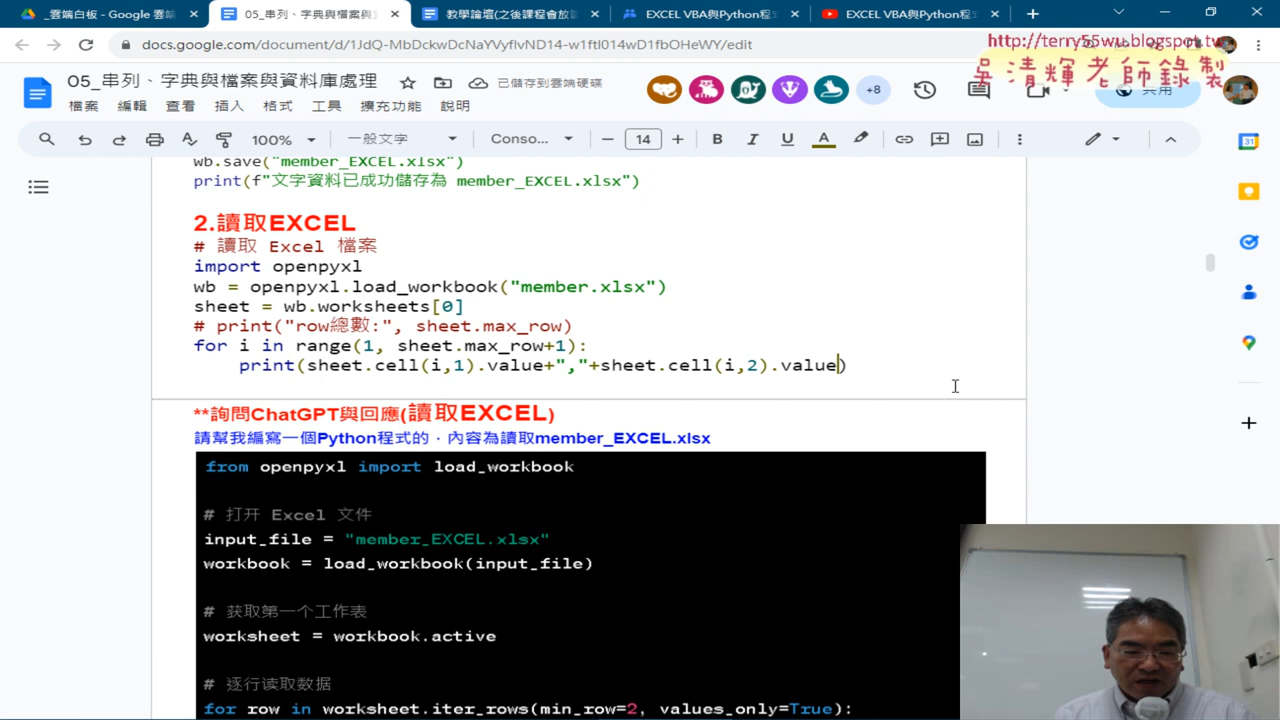 _雲端白板 - Google 雲端
05_串列、字典與檔案與資
教學論壇(之後課程會放
EXCEL VBA與Python程
EXCEL VBA與Python程式
docs.google.com/document/d/1JdQ-MbDckwDcNaYVyflvND14-w1ftl014wD1fbOHeWY/edit
http://terry55wu.blogspot.tw
吳清輝老師錄製
05_串列、字典與檔案與資料庫處理
已儲存到雲端硬碟
+8
共用
檔案 編輯 查看 插入 格式 工具 擴充功能 說明
100% 一般文字 Conso... 14 B I U A
wb.save("member_EXCEL.xlsx")
print(f"文字資料已成功儲存為 member_EXCEL.xlsx")
2.讀取EXCEL
# 讀取 Excel 檔案
import openpyxl
wb = openpyxl.load_workbook("member.xlsx")
sheet = wb.worksheets[0]
# print("row總數:", sheet.max_row)
for i in range(1, sheet.max_row+1):
print(sheet.cell(i,1).value+","+sheet.cell(i,2).value)
**詢問ChatGPT與回應(讀取EXCEL)
請幫我編寫一個Python程式的，內容為讀取member_EXCEL.xlsx
from openpyxl import load_workbook
# 打开 Excel 文件
input_file = "member_EXCEL.xlsx"
workbook = load_workbook(input_file)
# 获取第一个工作表
worksheet = workbook.active
# 逐行读取数据
for row in worksheet.iter_rows(min_row=2, values_only=True):